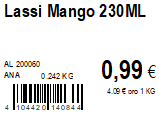 Lassi Mango 230ML
AL 200060
ANA 0.242 KG
0,99 €
4.09 € pro 1 KG
4 104420 140844